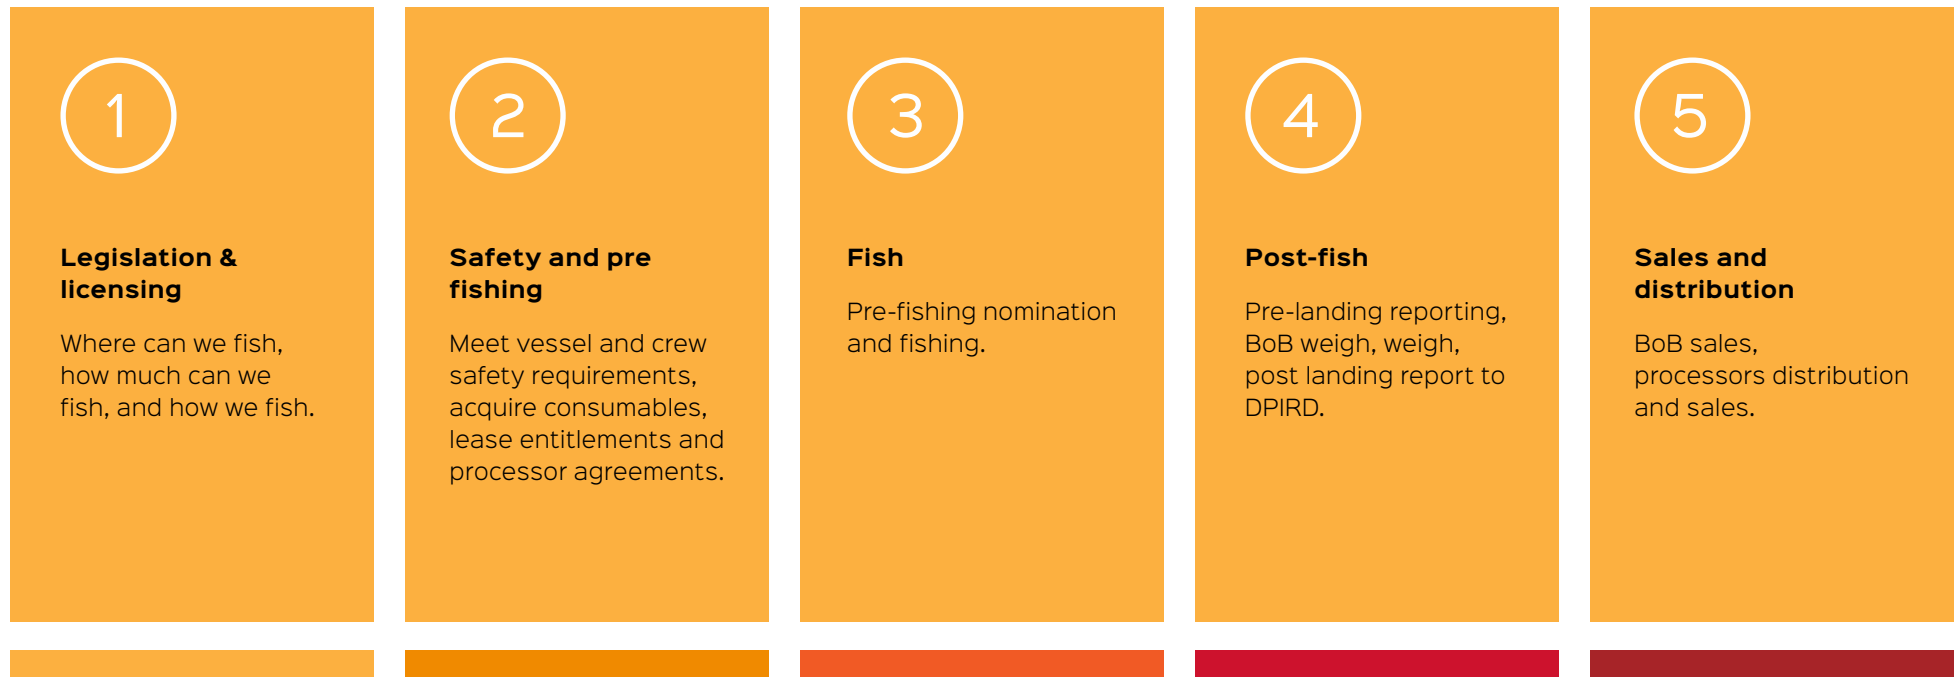 1
Legislation &
licensing
Where can we fish,
how much can we
fish, and how we fish.
2
Safety and pre
fishing
Meet vessel and crew
safety requirements,
acquire consumables,
lease entitlements and
processor agreements.
3
Fish
Pre-fishing nomination
and fishing.
4
Post-fish
Pre-landing reporting,
BoB weigh, weigh,
post landing report to
DPIRD.
5
Sales and
distribution
BoB sales,
processors distribution
and sales.